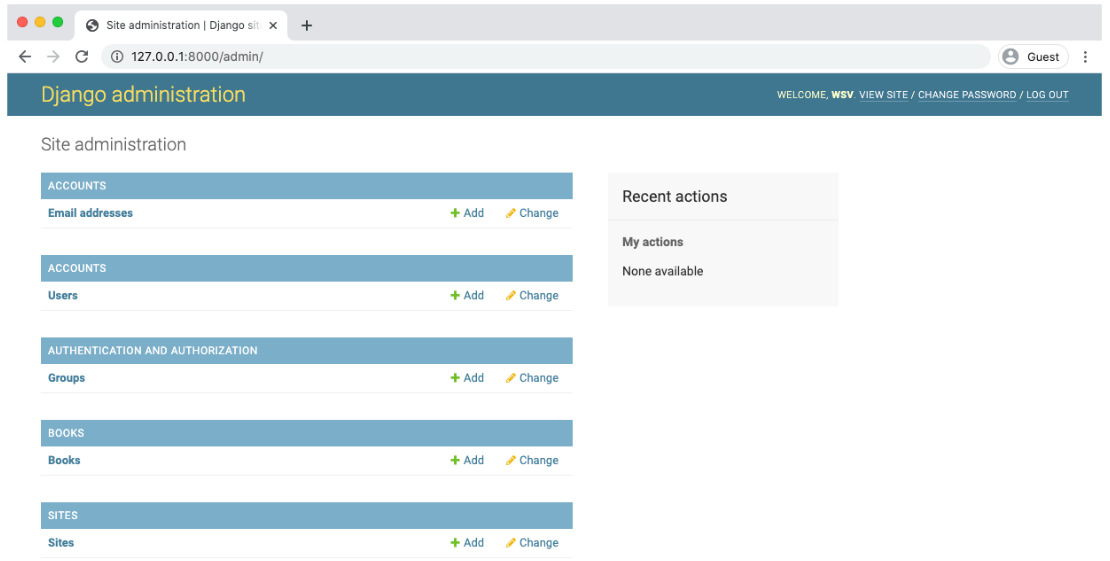 Site administration | Django sit
127.0.0.1:8000/admin/
Guest
Django administration
WELCOME, WSV. VIEW SITE / CHANGE PASSWORD / LOG OUT
Site administration
ACCOUNTS
Email addresses Add Change
ACCOUNTS
Users Add Change
AUTHENTICATION AND AUTHORIZATION
Groups Add Change
BOOKS
Books Add Change
SITES
Sites Add Change
Recent actions
My actions
None available